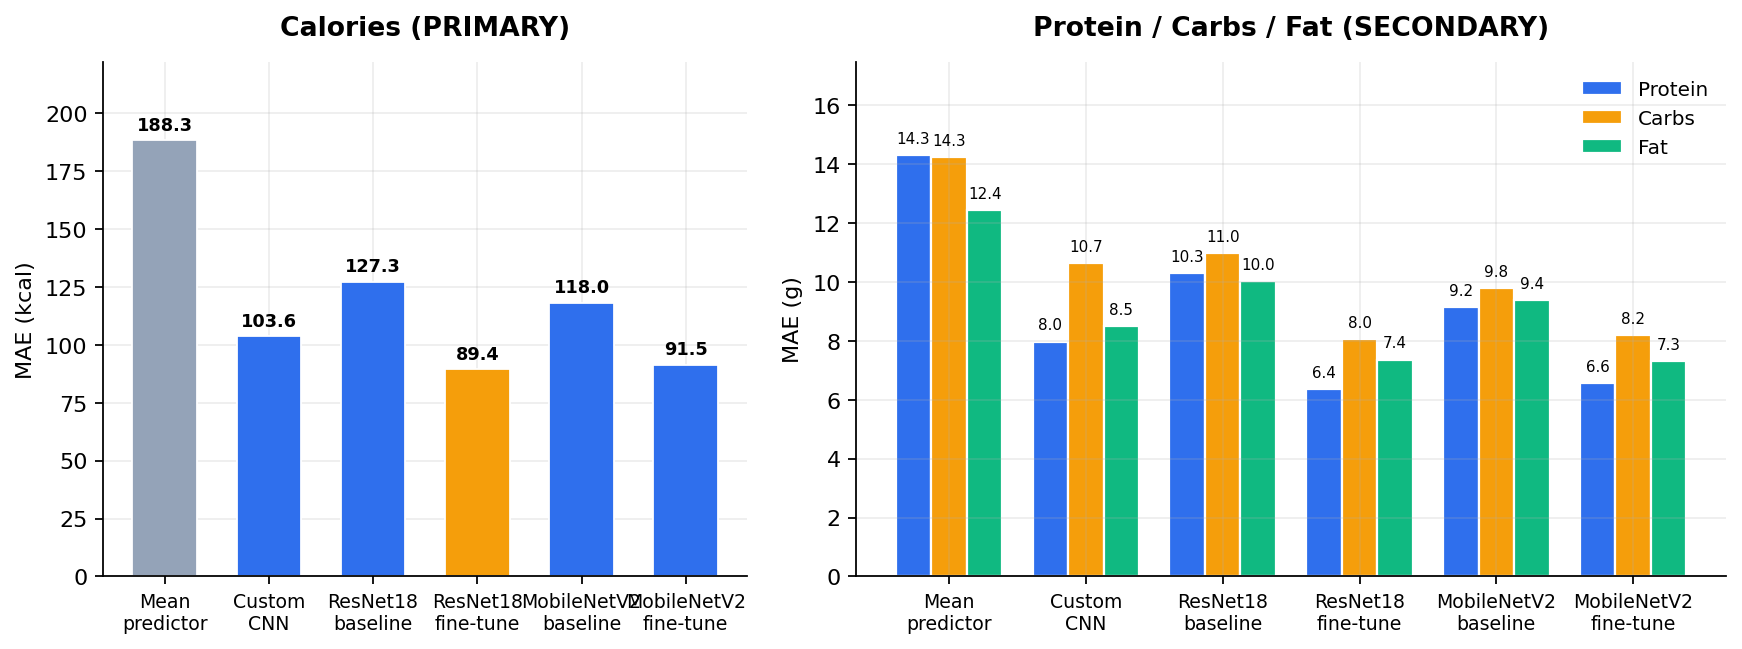 Calories (PRIMARY)
MAE (kcal)
200
175
150
125
100
75
50
25
0
188.3
103.6
127.3
89.4
118.0
91.5
Mean
predictor
Custom
CNN
ResNet18
baseline
ResNet18
fine-tune
MobileNetV2
baseline
MobileNetV2
fine-tune
Protein / Carbs / Fat (SECONDARY)
MAE (g)
16
14
12
10
8
6
4
2
0
Protein
Carbs
Fat
14.3 14.3 12.4
8.0 10.7 8.5
10.3 11.0 10.0
6.4 8.0 7.4
9.2 9.8 9.4
6.6 8.2 7.3
Mean
predictor
Custom
CNN
ResNet18
baseline
ResNet18
fine-tune
MobileNetV2
baseline
MobileNetV2
fine-tune